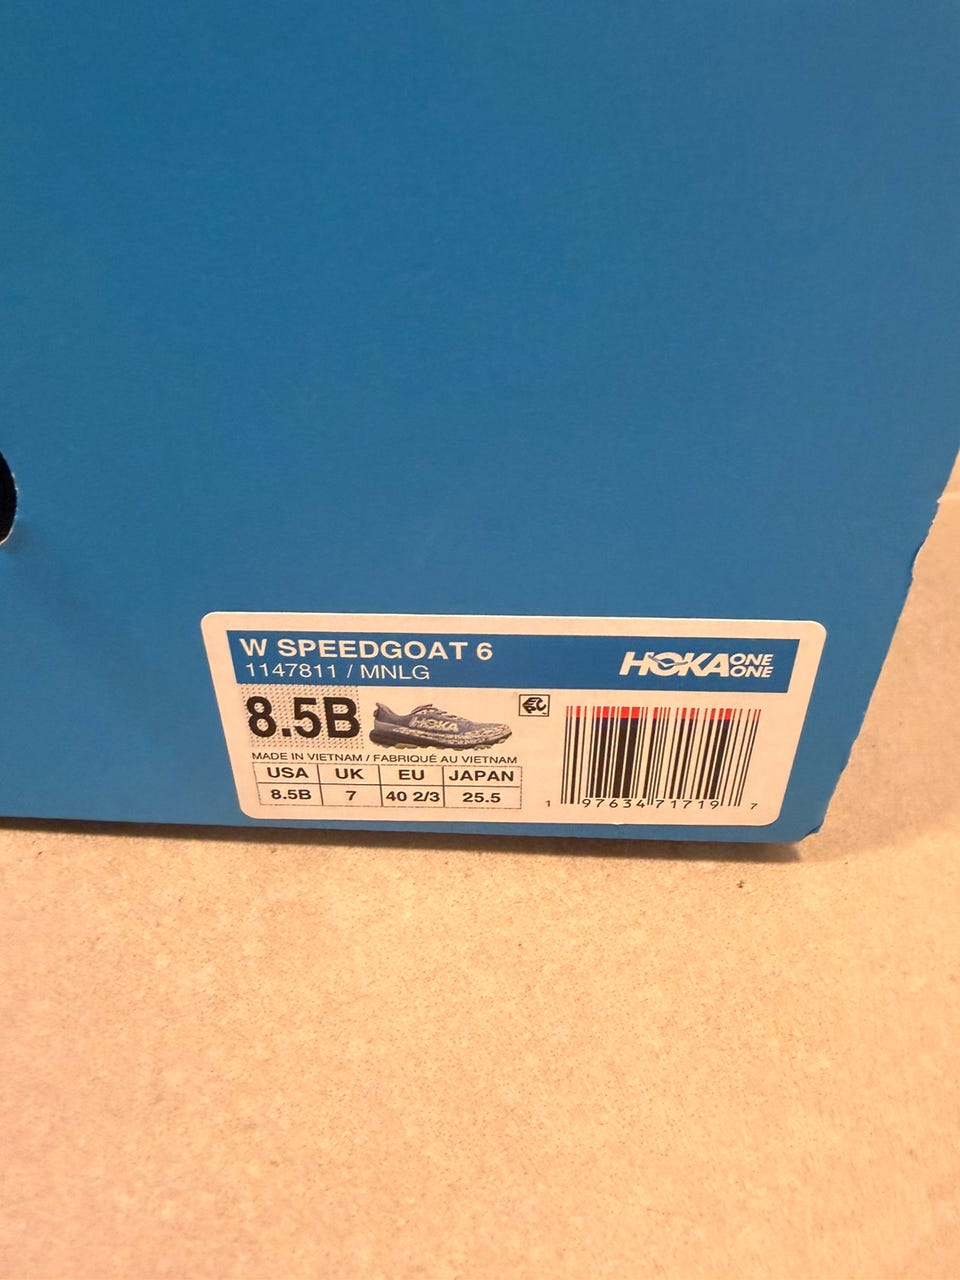 W SPEEDGOAT 6
1147811 / MNLG
HOKA ONE ONE
8.5B
HOKA
MADE IN VIETNAM / FABRIQUÉ AU VIETNAM
USA UK EU JAPAN
8.5B 7 40 2/3 25.5
1 97634 71719 7